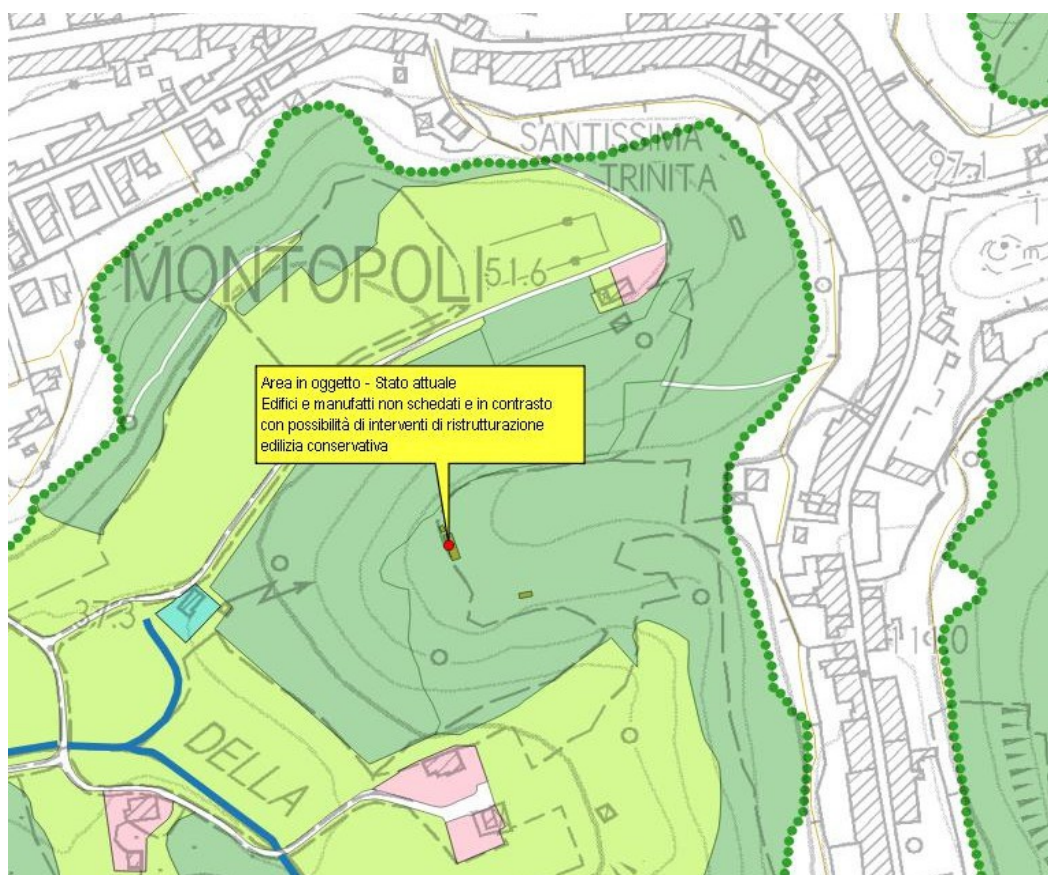 SANTISSIMA
TRINITA
97.1
MONTOPOLI
51.6
m
Area in oggetto - Stato attuale
Edifici e manufatti non schedati e in contrasto
con possibilità di interventi di ristrutturazione
edilizia conservativa
37.3
DELLA